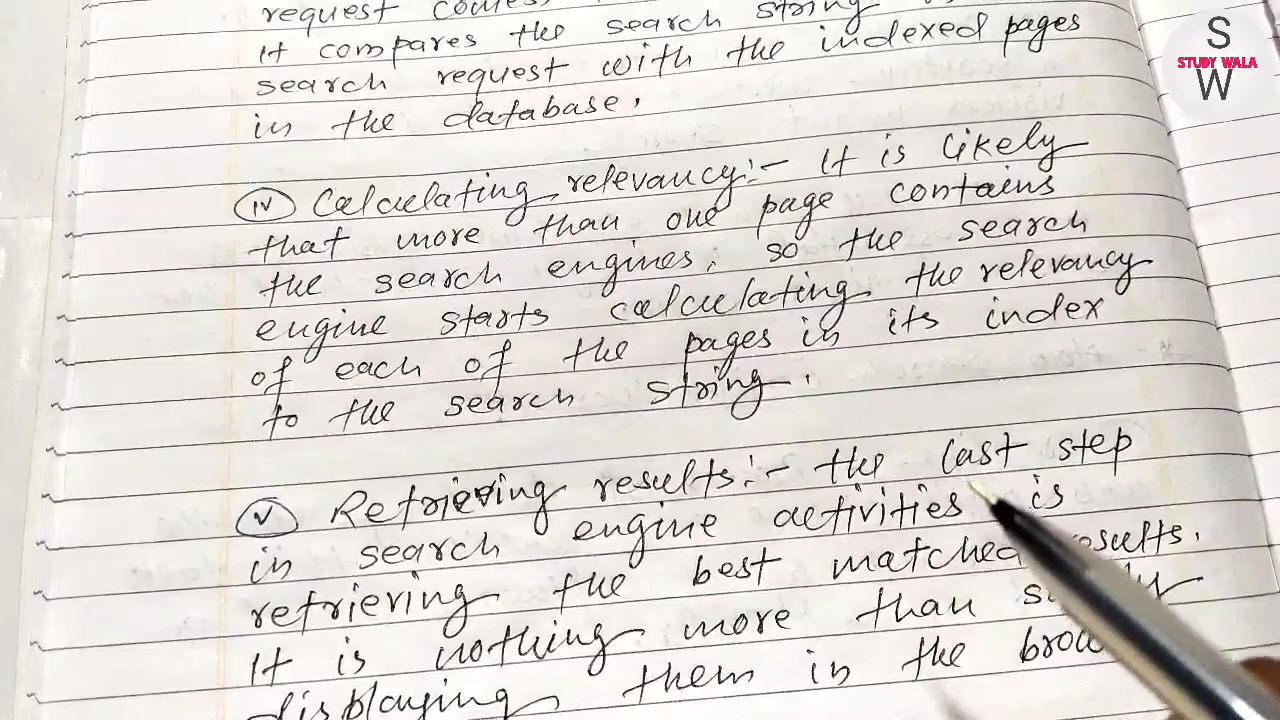 request comes,
It compares the search string
search request with the indexed pages
in the database.
(iv) Calculating relevancy:- It is likely
that more than one page contains
the search engines, so the search
engine starts calculating the relevancy
of each of the pages in its index
to the search string.
(v) Retrieving results:- the last step
in search engine activities is
retrieving the best matched results.
It is nothing more than
displaying them in the
S
STUDY WALA
W